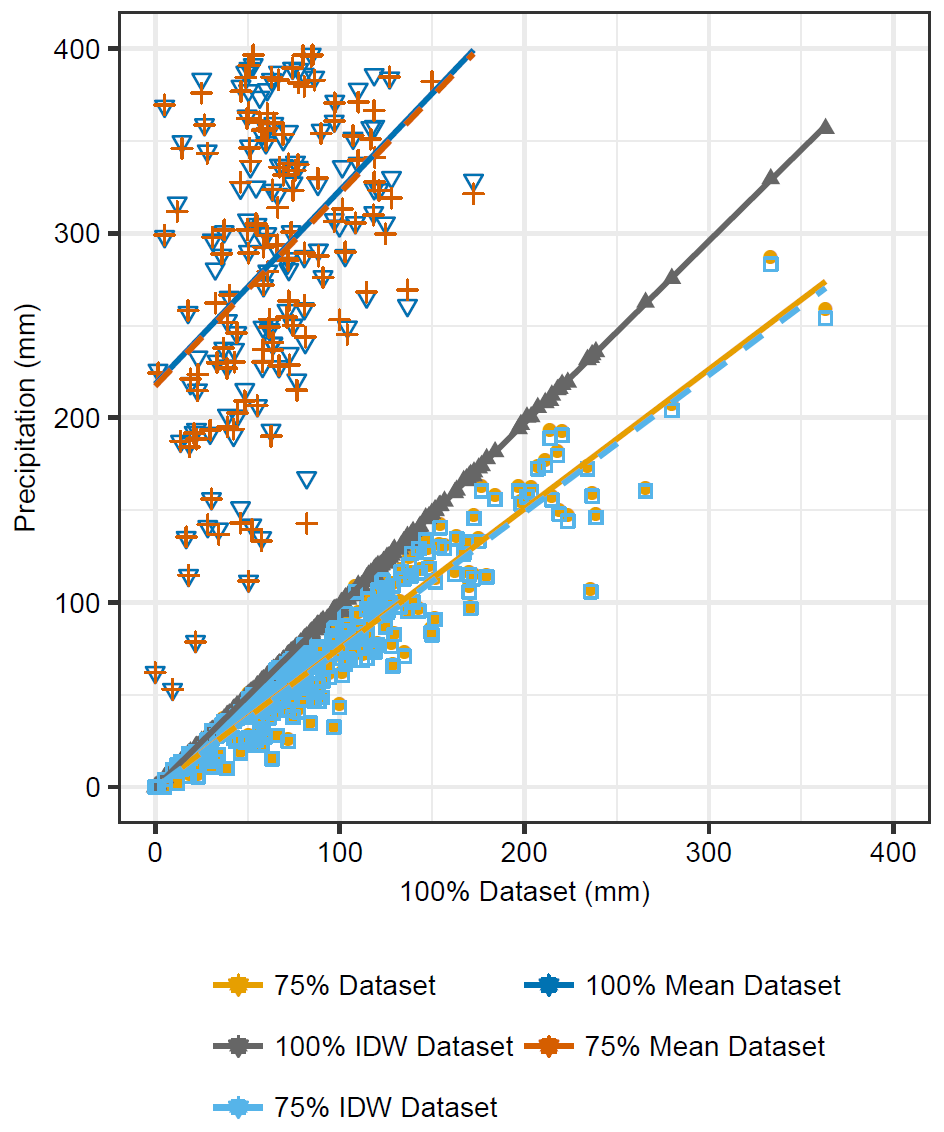 400
300
200
100
0
Precipitation (mm)
0 100 200 300 400
100% Dataset (mm)
75% Dataset 100% Mean Dataset
100% IDW Dataset 75% Mean Dataset
75% IDW Dataset